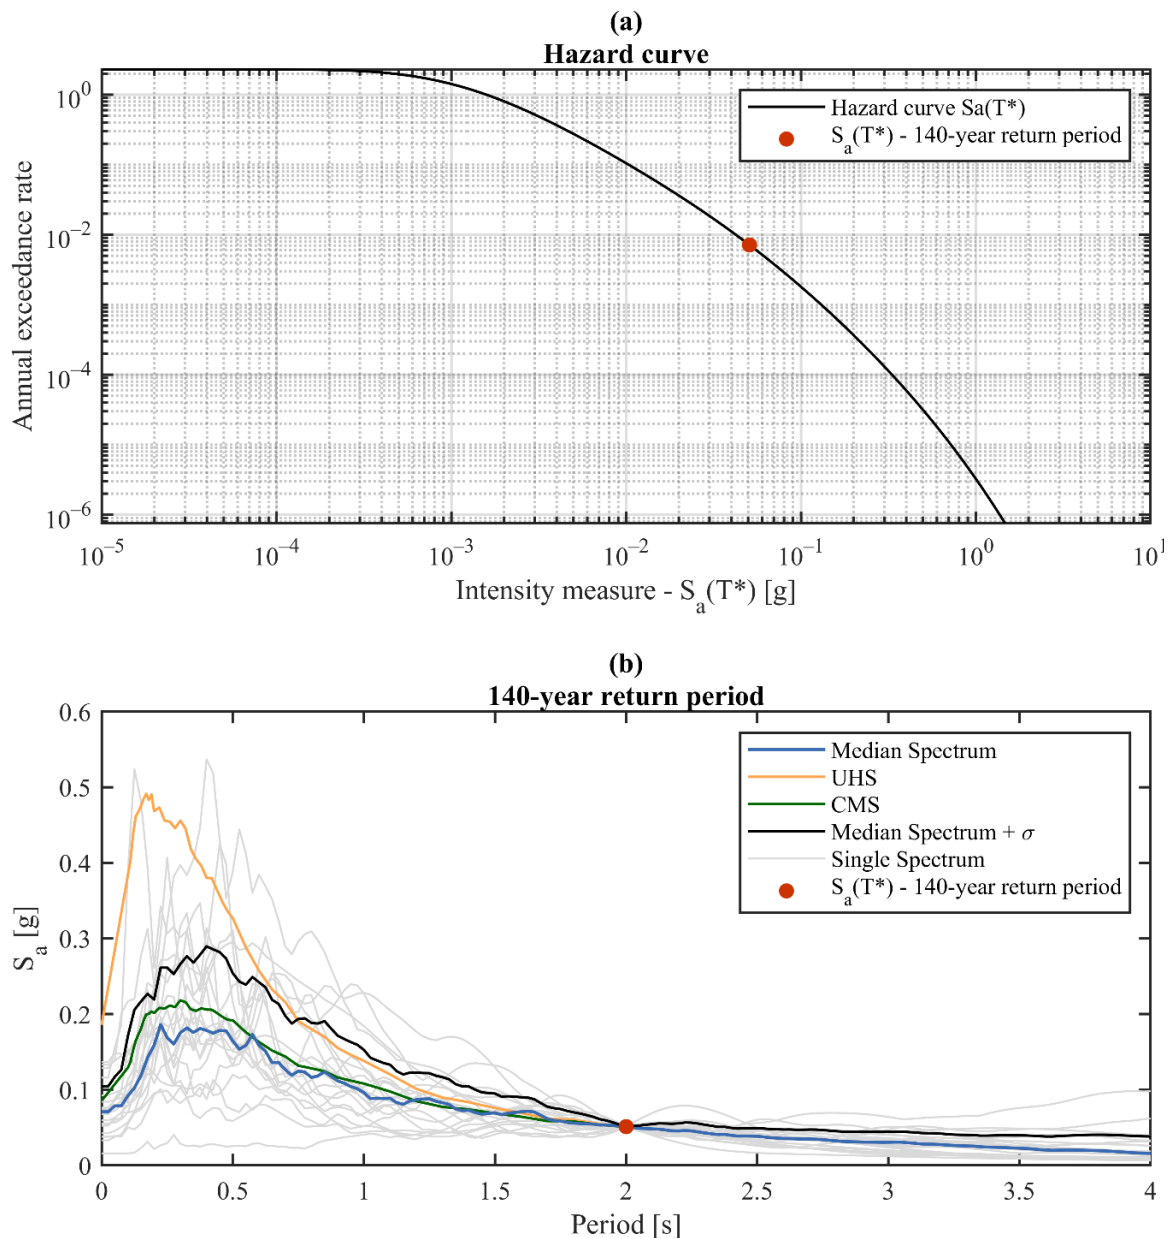 (a)
Hazard curve
10^0
10^-2
10^-4
10^-6
Annual exceedance rate
Hazard curve Sa(T*)
S_a(T*) - 140-year return period
10^-5
10^-4
10^-3
10^-2
10^-1
10^0
10^1
Intensity measure - S_a(T*) [g]
(b)
140-year return period
0.6
0.5
0.4
0.3
0.2
0.1
0
S_a [g]
Median Spectrum
UHS
CMS
Median Spectrum + σ
Single Spectrum
S_a(T*) - 140-year return period
0
0.5
1
1.5
2
2.5
3
3.5
4
Period [s]